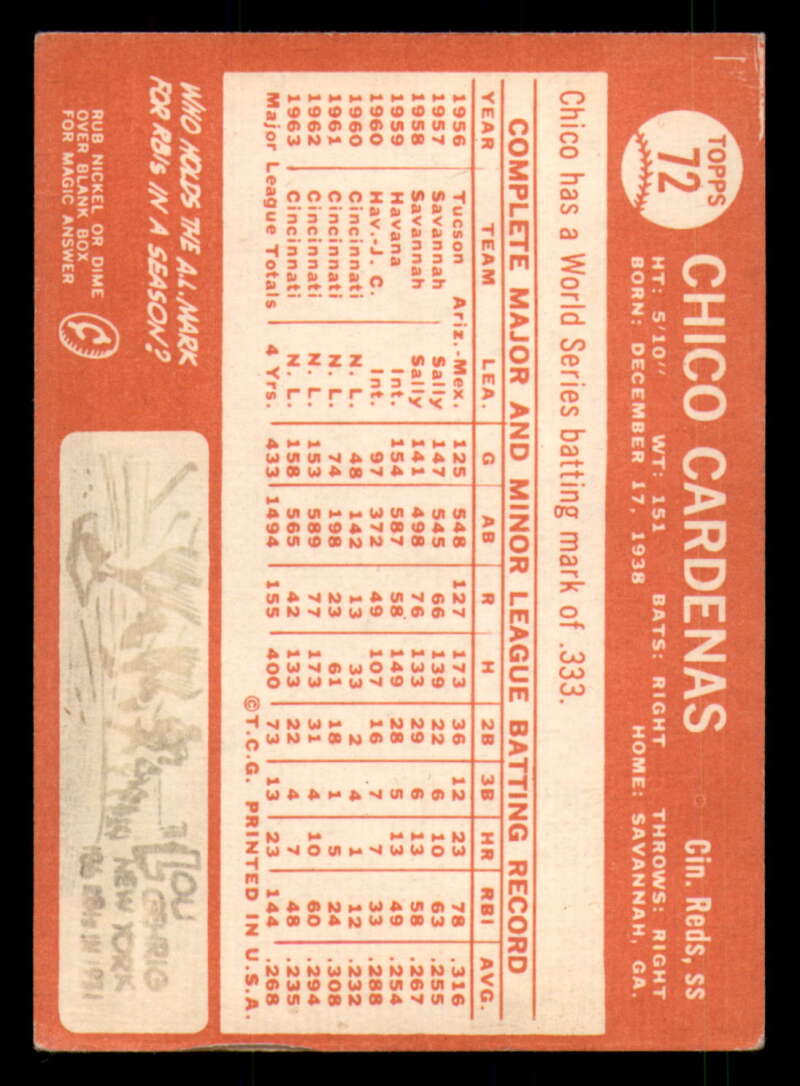 TOPPS
72
CHICO CARDENAS
Cin. Reds, ss
HT: 5'10" WT: 151 BATS: RIGHT THROWS: RIGHT
BORN: DECEMBER 17, 1938 HOME: SAVANNAH, GA.
Chico has a World Series batting mark of .333.
COMPLETE MAJOR AND MINOR LEAGUE BATTING RECORD
YEAR TEAM LEA. G AB R H 2B 3B HR RBI AVG.
1956 Tucson Ariz.-Mex. 125 548 127 173 36 12 23 78 .316
1957 Savannah Sally 147 545 66 139 22 6 10 63 .255
1958 Savannah Sally 141 498 76 133 29 6 13 58 .267
1959 Havana Int. 154 587 58 149 28 5 13 49 .254
1960 Hav.-J. C. Int. 97 372 49 107 16 7 7 33 .288
1960 Cincinnati N. L. 48 142 13 33 2 4 1 12 .232
1961 Cincinnati N. L. 74 198 23 61 18 1 5 24 .308
1962 Cincinnati N. L. 153 589 77 173 31 4 10 60 .294
1963 Cincinnati N. L. 158 565 42 133 22 4 7 48 .235
Major League Totals 4 Yrs. 433 1494 155 400 73 13 23 144 .268
©T.C.G. PRINTED IN U.S.A.
WHO HOLDS THE A.L. MARK
FOR RBIs IN A SEASON?
RUB NICKEL OR DIME
OVER BLANK BOX
FOR MAGIC ANSWER
LOU
GEHRIG
NEW YORK
186 RBIs IN 1931